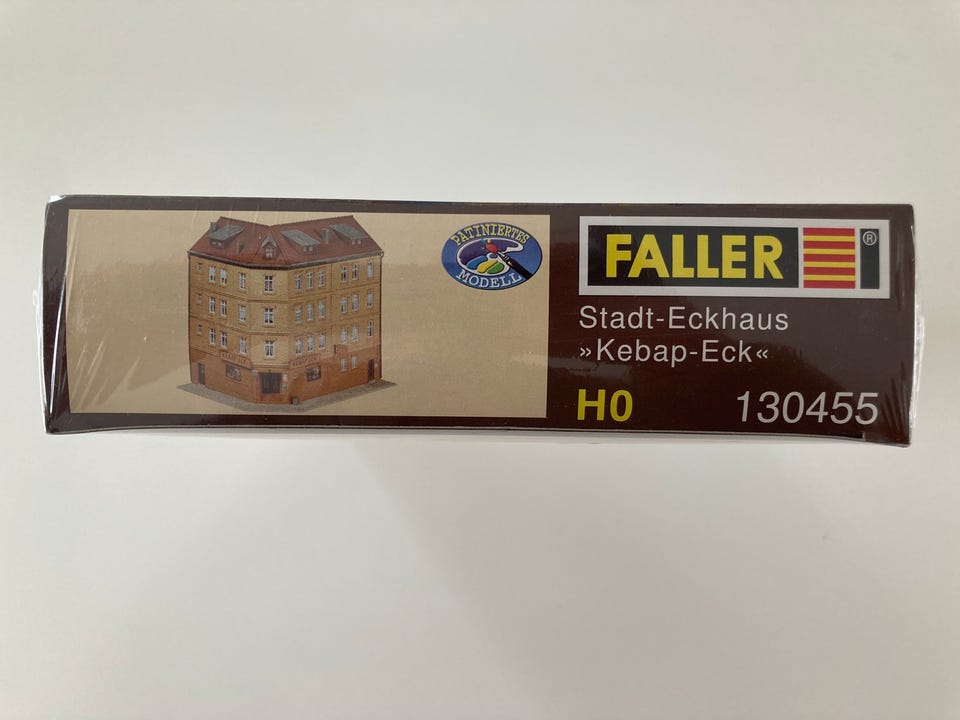 PATINIERTES
MODELL
FALLER ®
Stadt-Eckhaus
»Kebap-Eck«
H0 130455